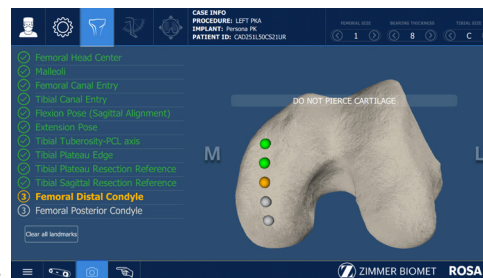 CASE INFO
PROCEDURE: LEFT PKA
IMPLANT: Persona PK
PATIENT ID: CAD251L50CS21UR
FEMORAL SIZE
1
BEARING THICKNESS
8
TIBIAL SIZE
C
Femoral Head Center
Malleoli
Femoral Canal Entry
Tibial Canal Entry
Flexion Pose (Sagittal Alignment)
Extension Pose
Tibial Tuberosity-PCL axis
Tibial Plateau Edge
Tibial Plateau Resection Reference
Tibial Sagittal Resection Reference
3 Femoral Distal Condyle
3 Femoral Posterior Condyle
Clear all landmarks
DO NOT PIERCE CARTILAGE
M
L
ZIMMER BIOMET ROSA